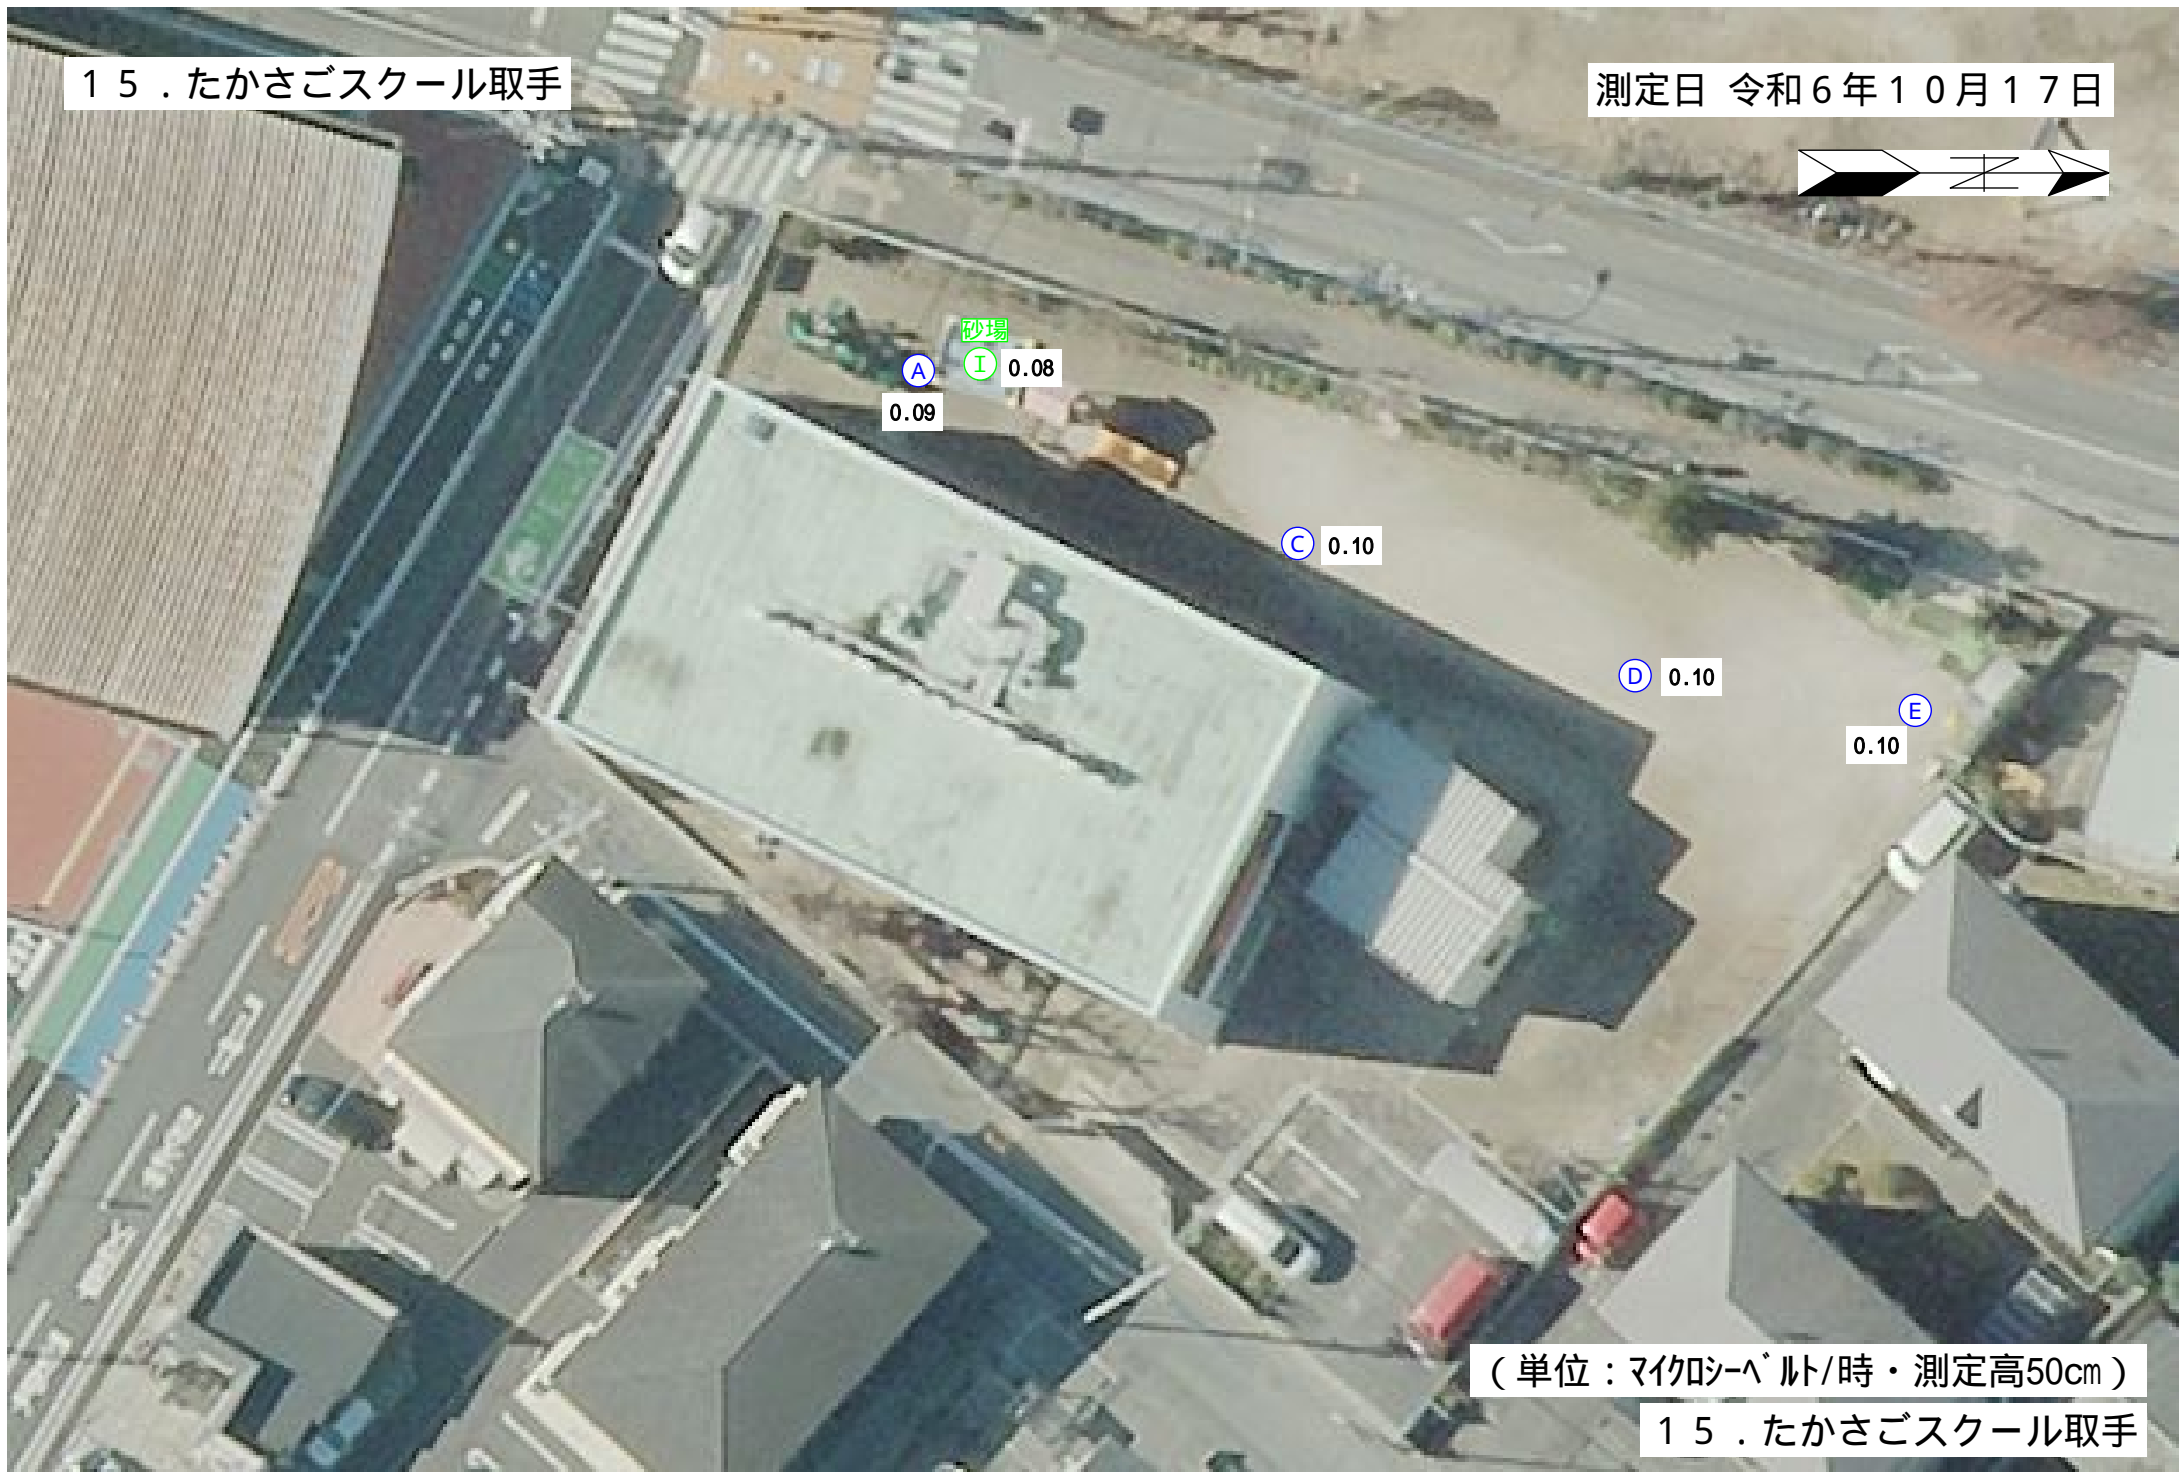 １５．たかさごスクール取手
測定日 令和６年１０月１７日
砂場
A
I
0.08
0.09
C
0.10
D
0.10
E
0.10
（単位：ﾏｲｸﾛｼｰﾍﾞﾙﾄ/時・測定高50㎝）
１５．たかさごスクール取手